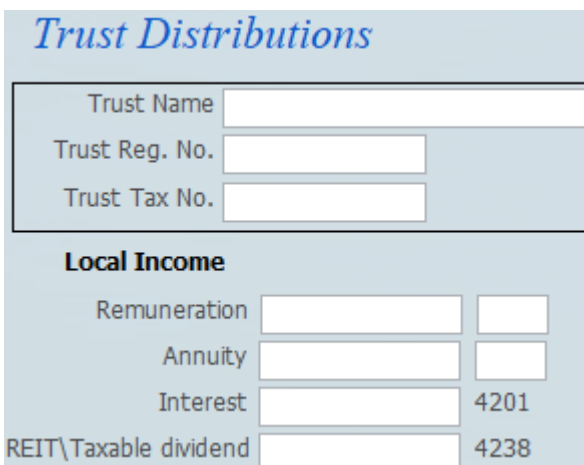 Trust Distributions
Trust Name
Trust Reg. No.
Trust Tax No.
Local Income
Remuneration
Annuity
Interest 4201
REIT\Taxable dividend 4238